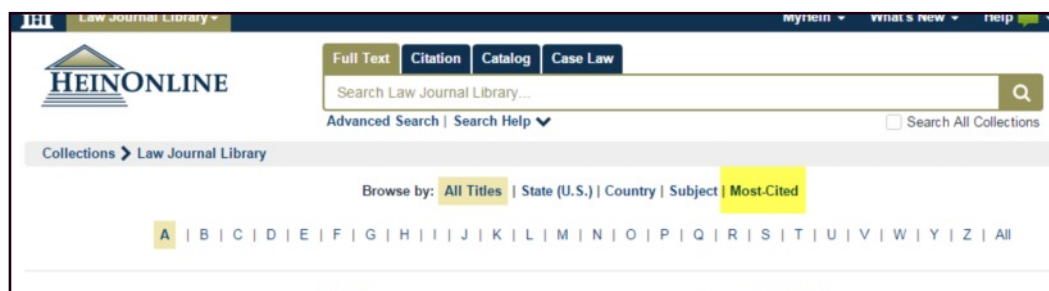 Law Journal Library
MyHein What's New Help
HEINONLINE
Full Text Citation Catalog Case Law
Search Law Journal Library...
Advanced Search | Search Help
Search All Collections
Collections > Law Journal Library
Browse by: All Titles | State (U.S.) | Country | Subject | Most-Cited
A | B | C | D | E | F | G | H | I | J | K | L | M | N | O | P | Q | R | S | T | U | V | W | Y | Z | All